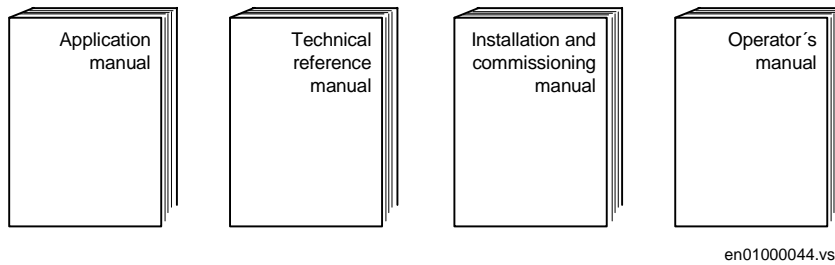 Application
manual
Technical
reference
manual
Installation and
commissioning
manual
Operator´s
manual
en01000044.vs